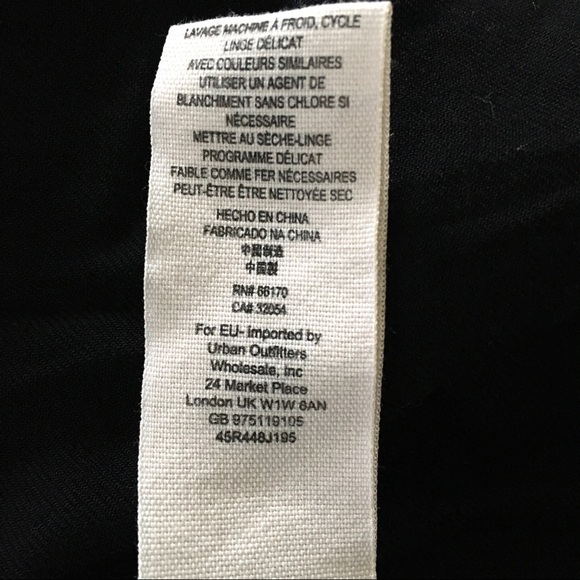 LAVAGE MACHINE À FROID, CYCLE
LINGE DÉLICAT
AVEC COULEURS SIMILAIRES
UTILISER UN AGENT DE
BLANCHIMENT SANS CHLORE SI
NÉCESSAIRE
METTRE AU SÈCHE-LINGE
PROGRAMME DÉLICAT
FAIBLE COMME FER NÉCESSAIRES
PEUT-ÊTRE ÊTRE NETTOYÉE SEC
HECHO EN CHINA
FABRICADO NA CHINA
中國制造
中國製
RN# 66170
CA# 32054
For EU- Imported by
Urban Outfitters
Wholesale, Inc
24 Market Place
London UK W1W 8AN
GB 975119105
45R448J195